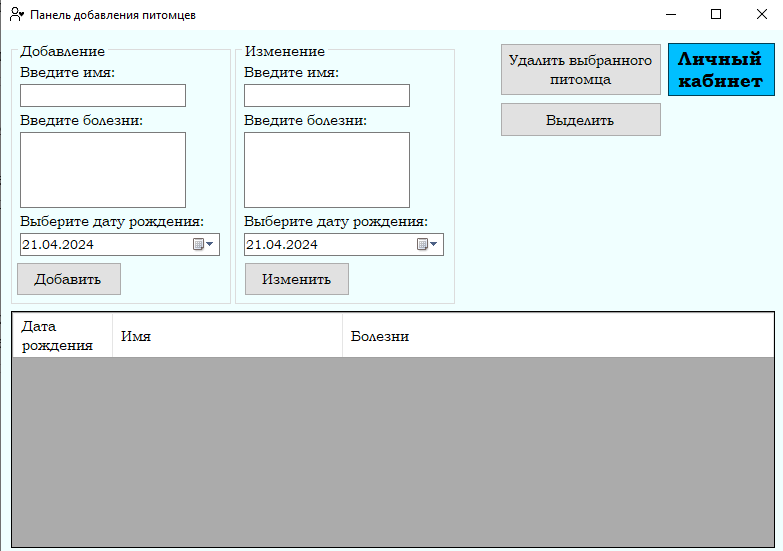 Панель добавления питомцев
Добавление
Введите имя:
Введите болезни:
Выберите дату рождения:
21.04.2024
Добавить
Изменение
Введите имя:
Введите болезни:
Выберите дату рождения:
21.04.2024
Изменить
Удалить выбранного
питомца
Выделить
Личный
кабинет
Дата
рождения
Имя
Болезни